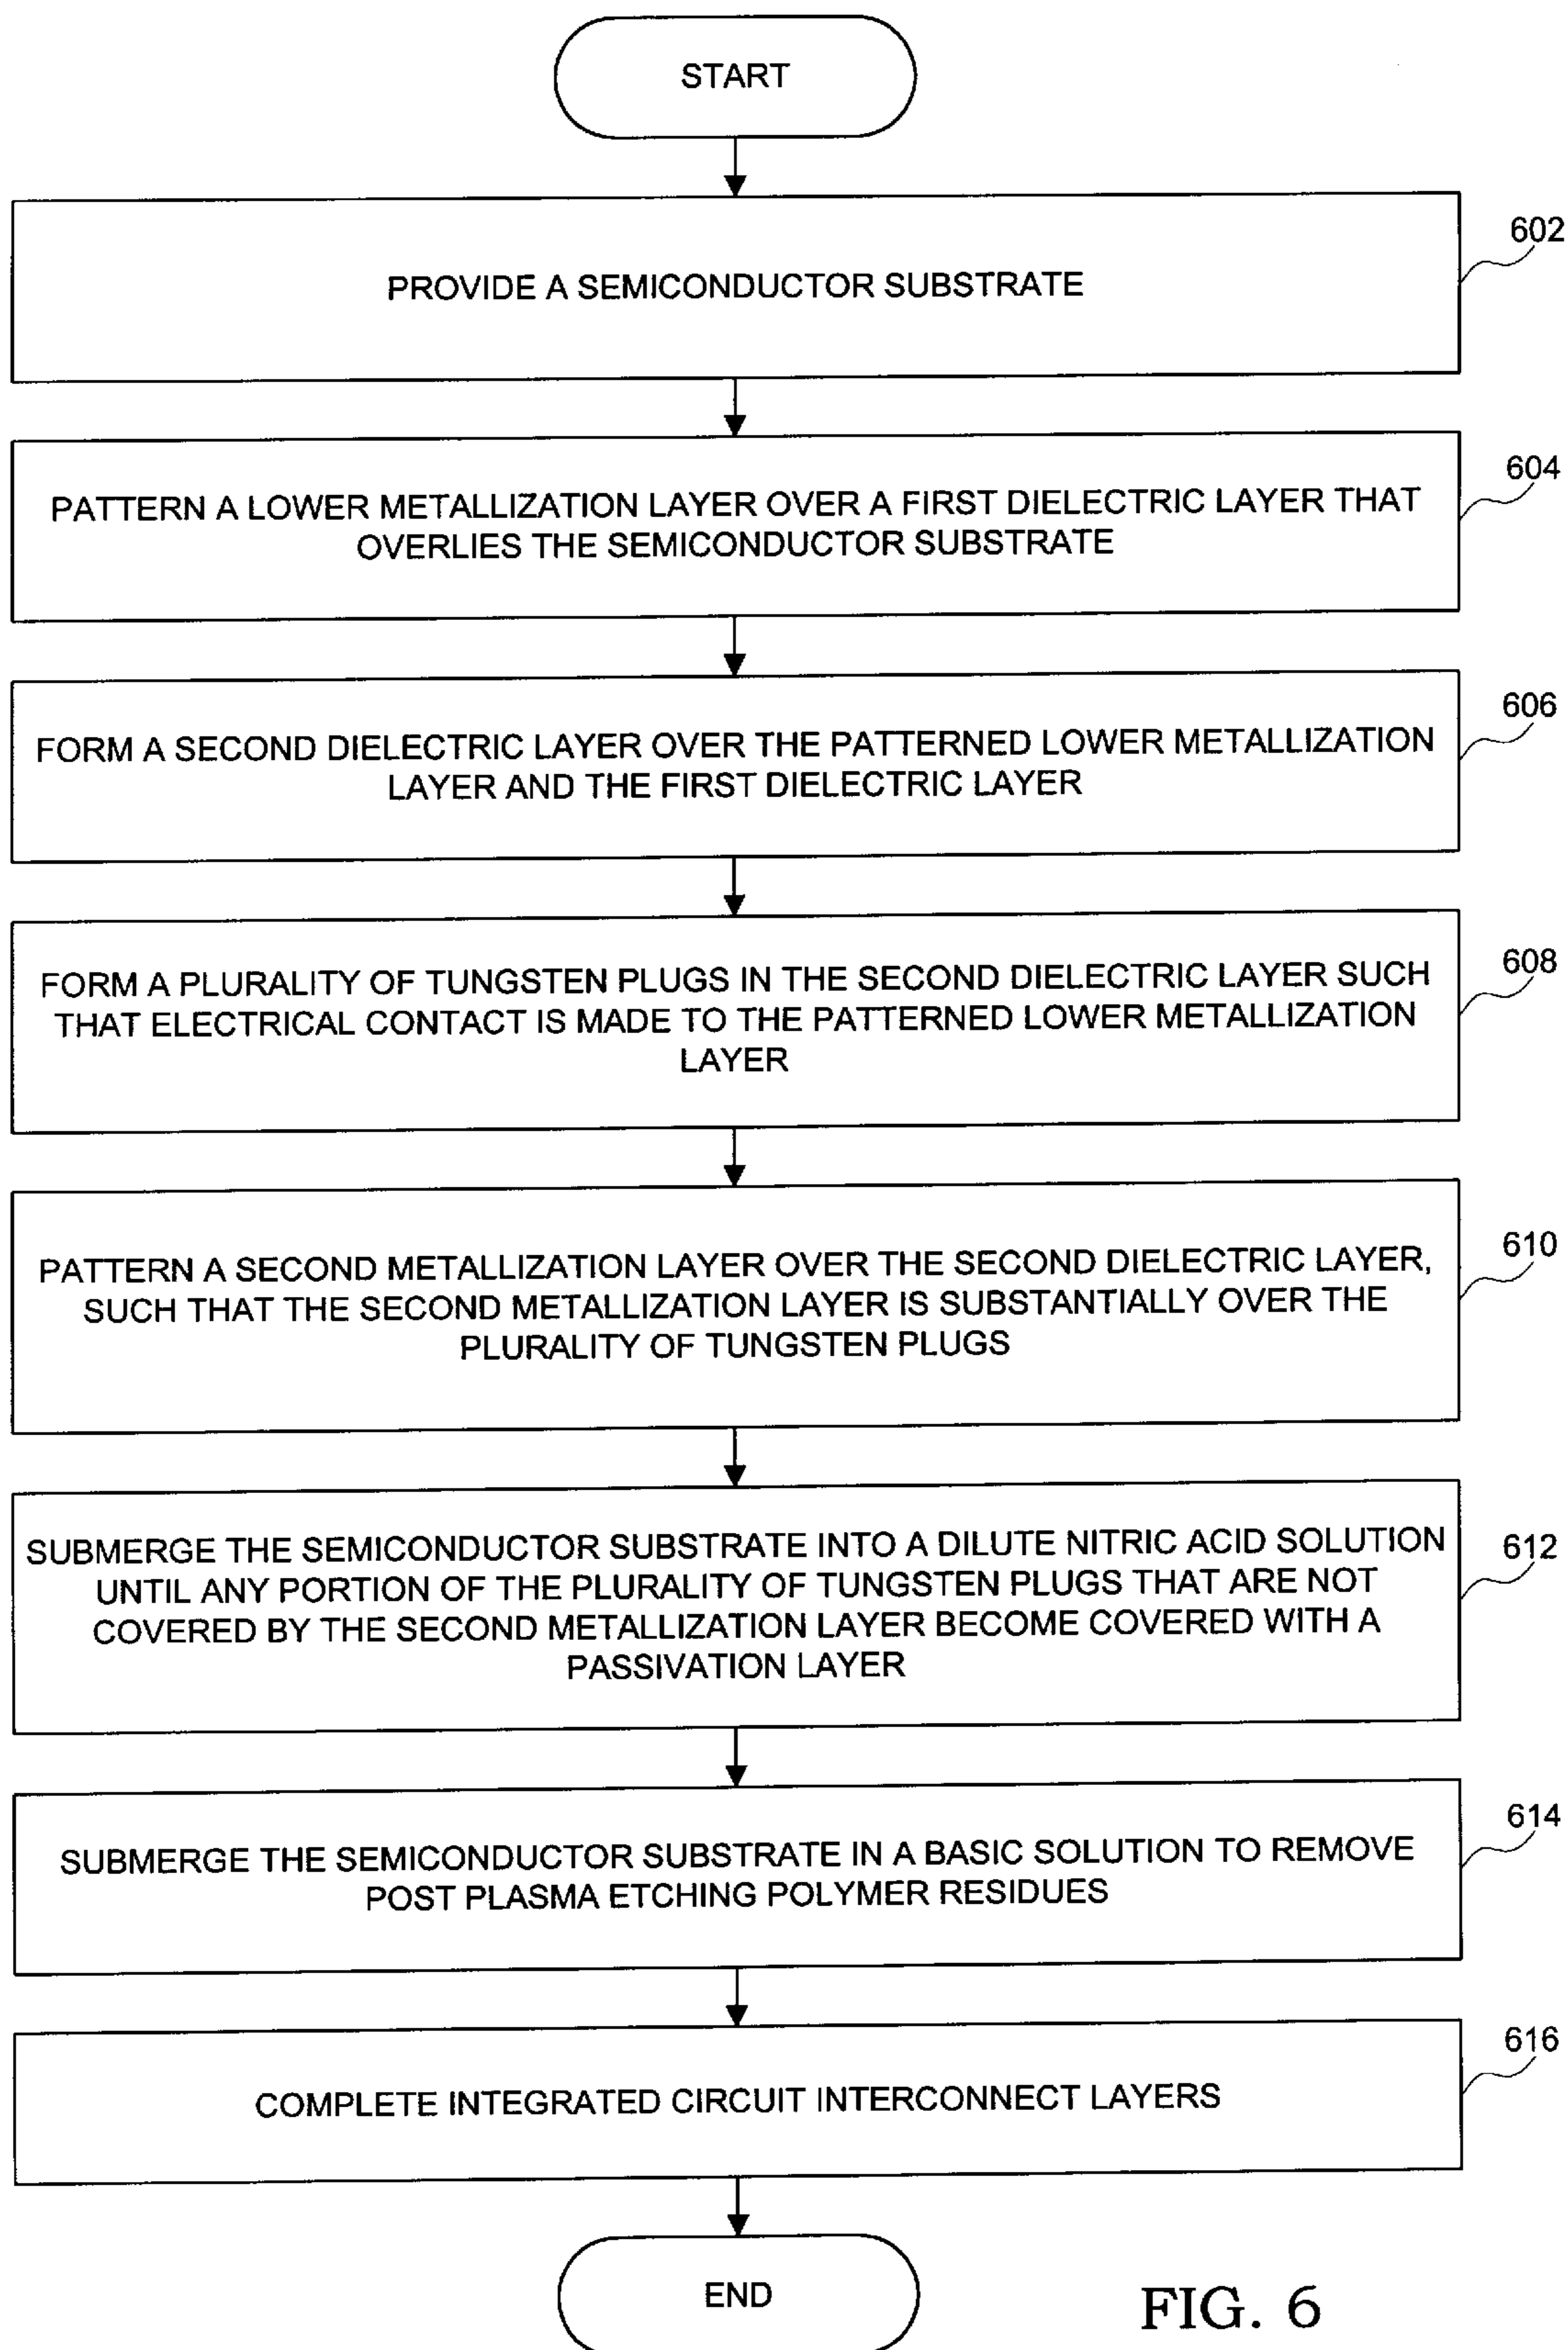 START
602
PROVIDE A SEMICONDUCTOR SUBSTRATE
604
PATTERN A LOWER METALLIZATION LAYER OVER A FIRST DIELECTRIC LAYER THAT
OVERLIES THE SEMICONDUCTOR SUBSTRATE
606
FORM A SECOND DIELECTRIC LAYER OVER THE PATTERNED LOWER METALLIZATION
LAYER AND THE FIRST DIELECTRIC LAYER
608
FORM A PLURALITY OF TUNGSTEN PLUGS IN THE SECOND DIELECTRIC LAYER SUCH
THAT ELECTRICAL CONTACT IS MADE TO THE PATTERNED LOWER METALLIZATION
LAYER
610
PATTERN A SECOND METALLIZATION LAYER OVER THE SECOND DIELECTRIC LAYER,
SUCH THAT THE SECOND METALLIZATION LAYER IS SUBSTANTIALLY OVER THE
PLURALITY OF TUNGSTEN PLUGS
612
SUBMERGE THE SEMICONDUCTOR SUBSTRATE INTO A DILUTE NITRIC ACID SOLUTION
UNTIL ANY PORTION OF THE PLURALITY OF TUNGSTEN PLUGS THAT ARE NOT
COVERED BY THE SECOND METALLIZATION LAYER BECOME COVERED WITH A
PASSIVATION LAYER
614
SUBMERGE THE SEMICONDUCTOR SUBSTRATE IN A BASIC SOLUTION TO REMOVE
POST PLASMA ETCHING POLYMER RESIDUES
616
COMPLETE INTEGRATED CIRCUIT INTERCONNECT LAYERS
END
FIG. 6